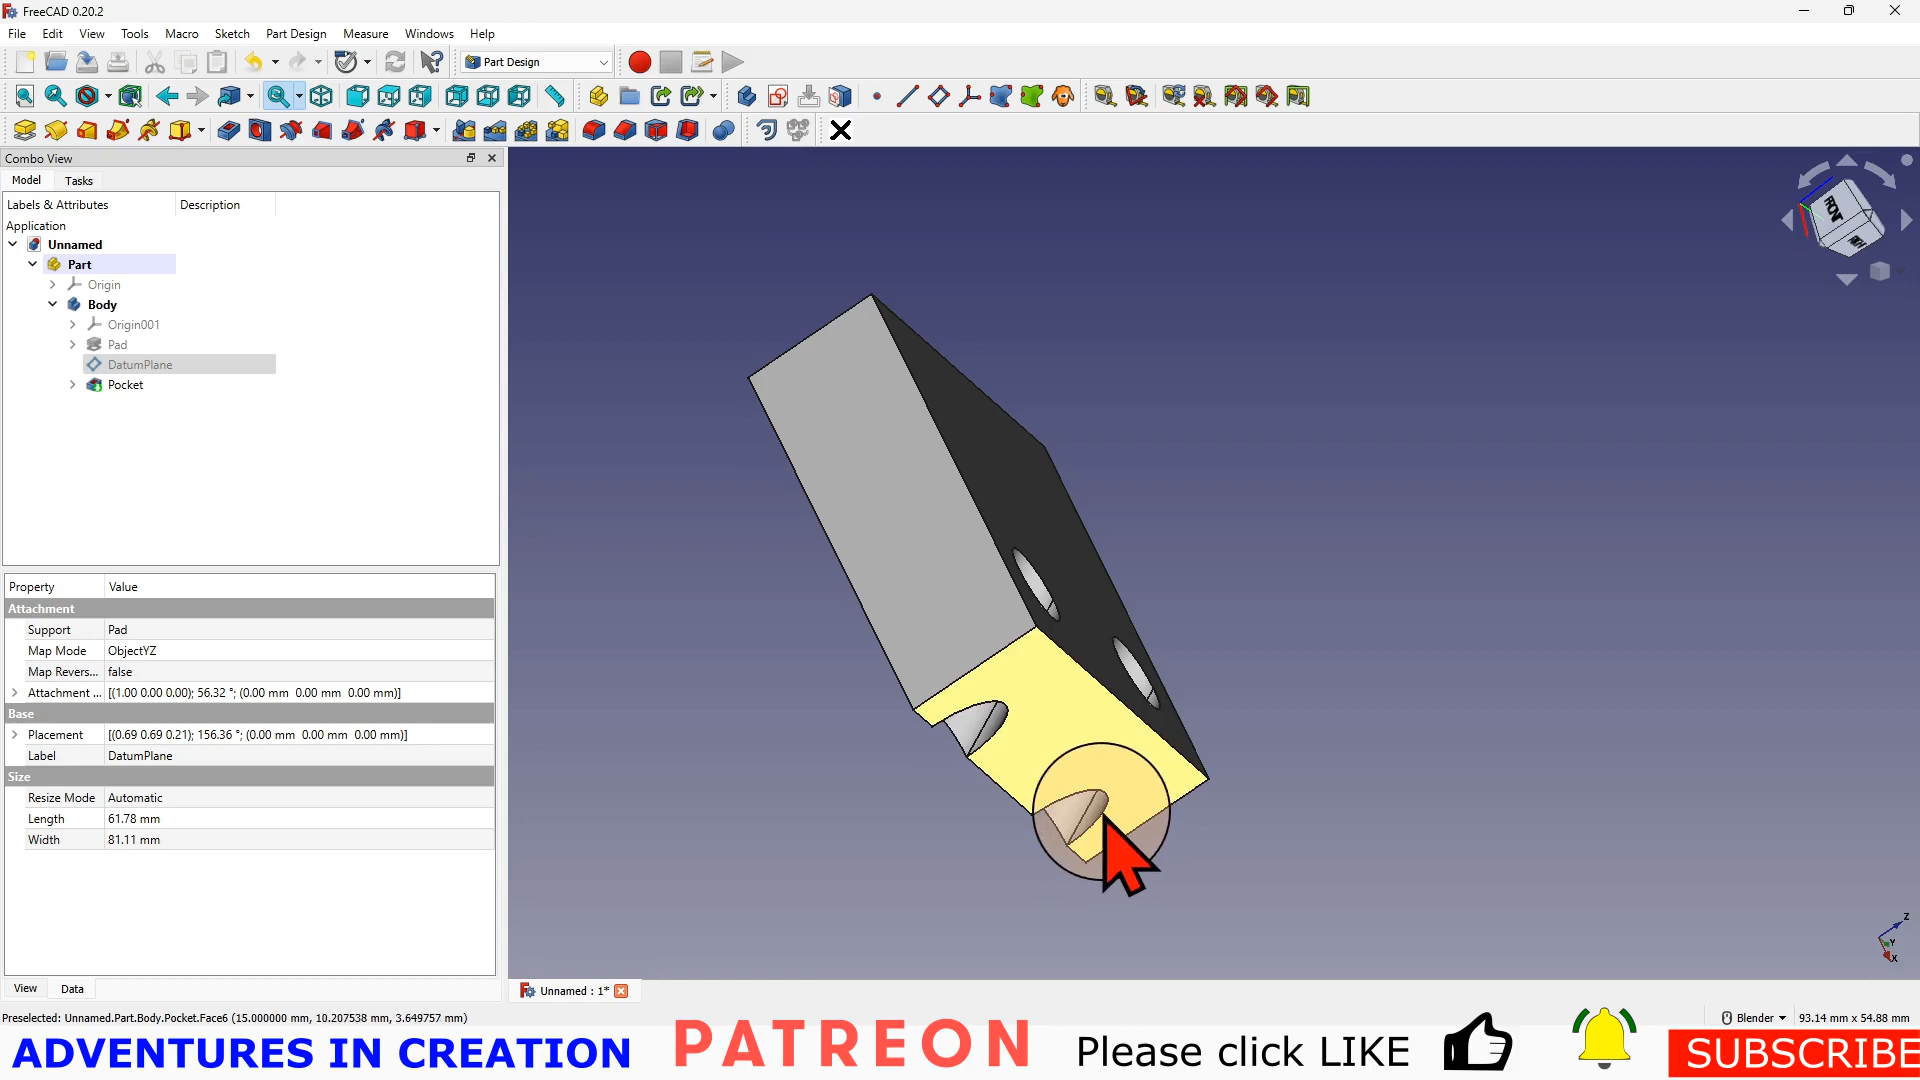 FreeCAD 0.20.2
File Edit View Tools Macro Sketch Part Design Measure Windows Help
Part Design
Combo View
Model Tasks
Labels & Attributes Description
Application
Unnamed
Part
Origin
Body
Origin001
Pad
DatumPlane
Pocket
FRONT
Property Value
Attachment
Support Pad
Map Mode ObjectYZ
Map Revers... false
Attachment ... [(1.00 0.00 0.00); 56.32 °; (0.00 mm 0.00 mm 0.00 mm)]
Base
Placement [(0.69 0.69 0.21); 156.36 °; (0.00 mm 0.00 mm 0.00 mm)]
Label DatumPlane
Size
Resize Mode Automatic
Length 61.78 mm
Width 81.11 mm
Z
Y
X
View Data
Unnamed : 1*
Preselected: Unnamed.Part.Body.Pocket.Face6 (15.000000 mm, 10.207538 mm, 3.649757 mm)
Blender 93.14 mm x 54.88 mm
ADVENTURES IN CREATION PATREON Please click LIKE SUBSCRIBE